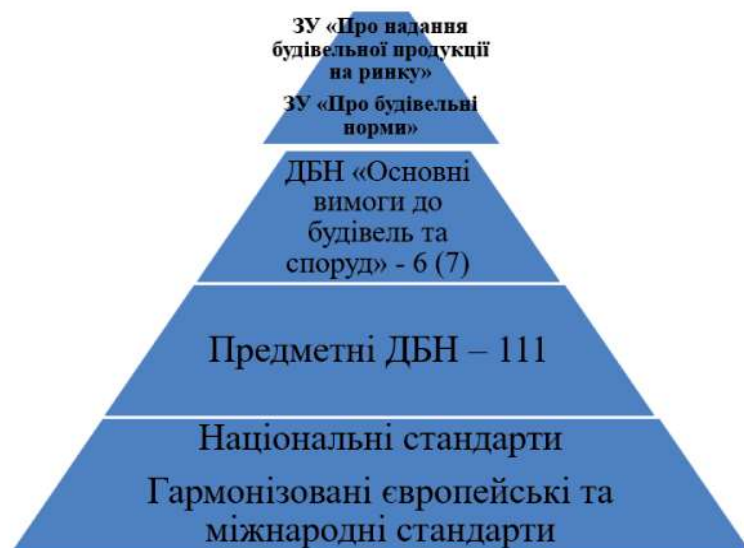 ЗУ «Про надання
будівельної продукції
на ринку»
ЗУ «Про будівельні
норми»
ДБН «Основні
вимоги до
будівель та
споруд» - 6 (7)
Предметні ДБН – 111
Національні стандарти
Гармонізовані європейські та
міжнародні стандарти